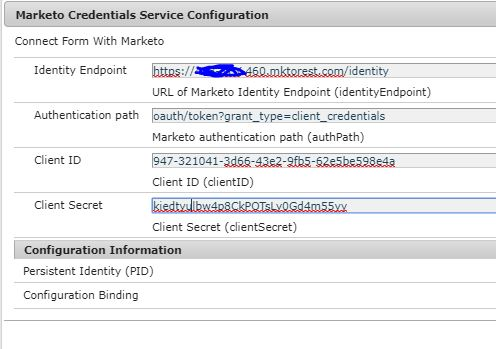 Marketo Credentials Service Configuration
Connect Form With Marketo
Identity Endpoint
https:// 460.mktorest.com/identity
URL of Marketo Identity Endpoint (identityEndpoint)
Authentication path
oauth/token?grant_type=client_credentials
Marketo authentication path (authPath)
Client ID
947-321041-3d66-43e2-9fb5-62e5be598e4a
Client ID (clientID)
Client Secret
Client Secret (clientSecret)
Configuration Information
Persistent Identity (PID)
Configuration Binding